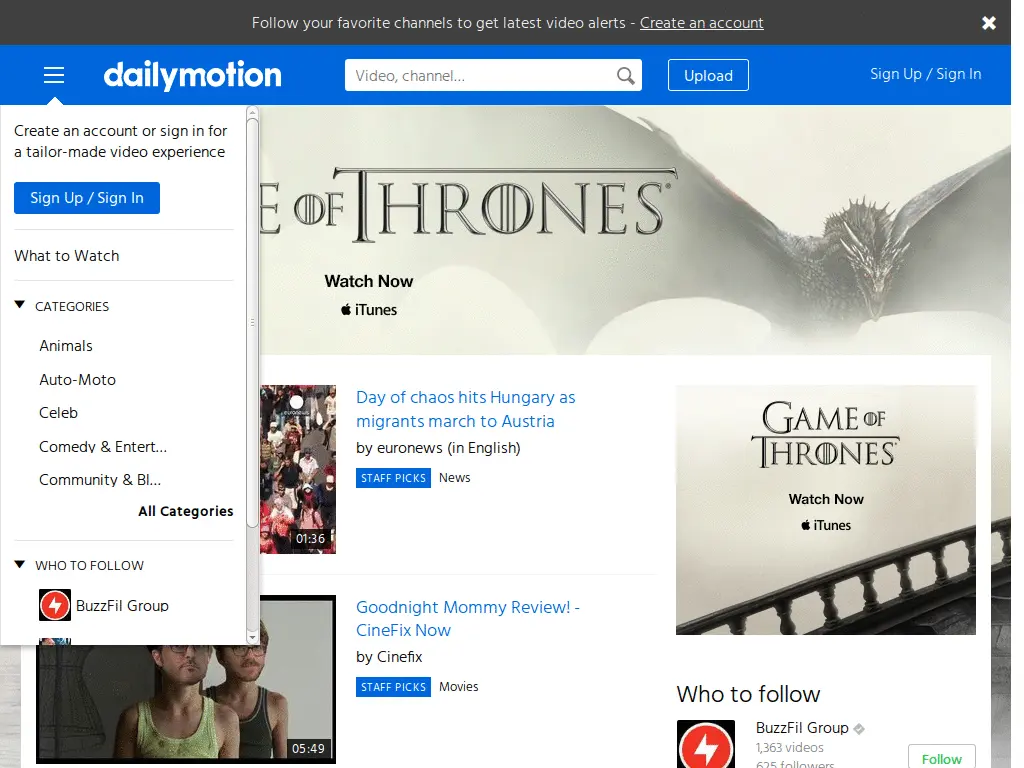 Follow your favorite channels to get latest video alerts - Create an account
dailymotion
Video, channel...
Upload
Sign Up / Sign In
Create an account or sign in for
a tailor-made video experience
Sign Up / Sign In
What to Watch
CATEGORIES
Animals
Auto-Moto
Celeb
Comedy & Entert...
Community & Bl...
All Categories
WHO TO FOLLOW
BuzzFil Group
E OF THRONES
Watch Now
iTunes
euronews
01:36
Day of chaos hits Hungary as
migrants march to Austria
by euronews (in English)
STAFF PICKS News
05:49
Goodnight Mommy Review! -
CineFix Now
by Cinefix
STAFF PICKS Movies
GAME OF
THRONES
Watch Now
iTunes
Who to follow
BuzzFil Group
1,363 videos
625 followers
Follow